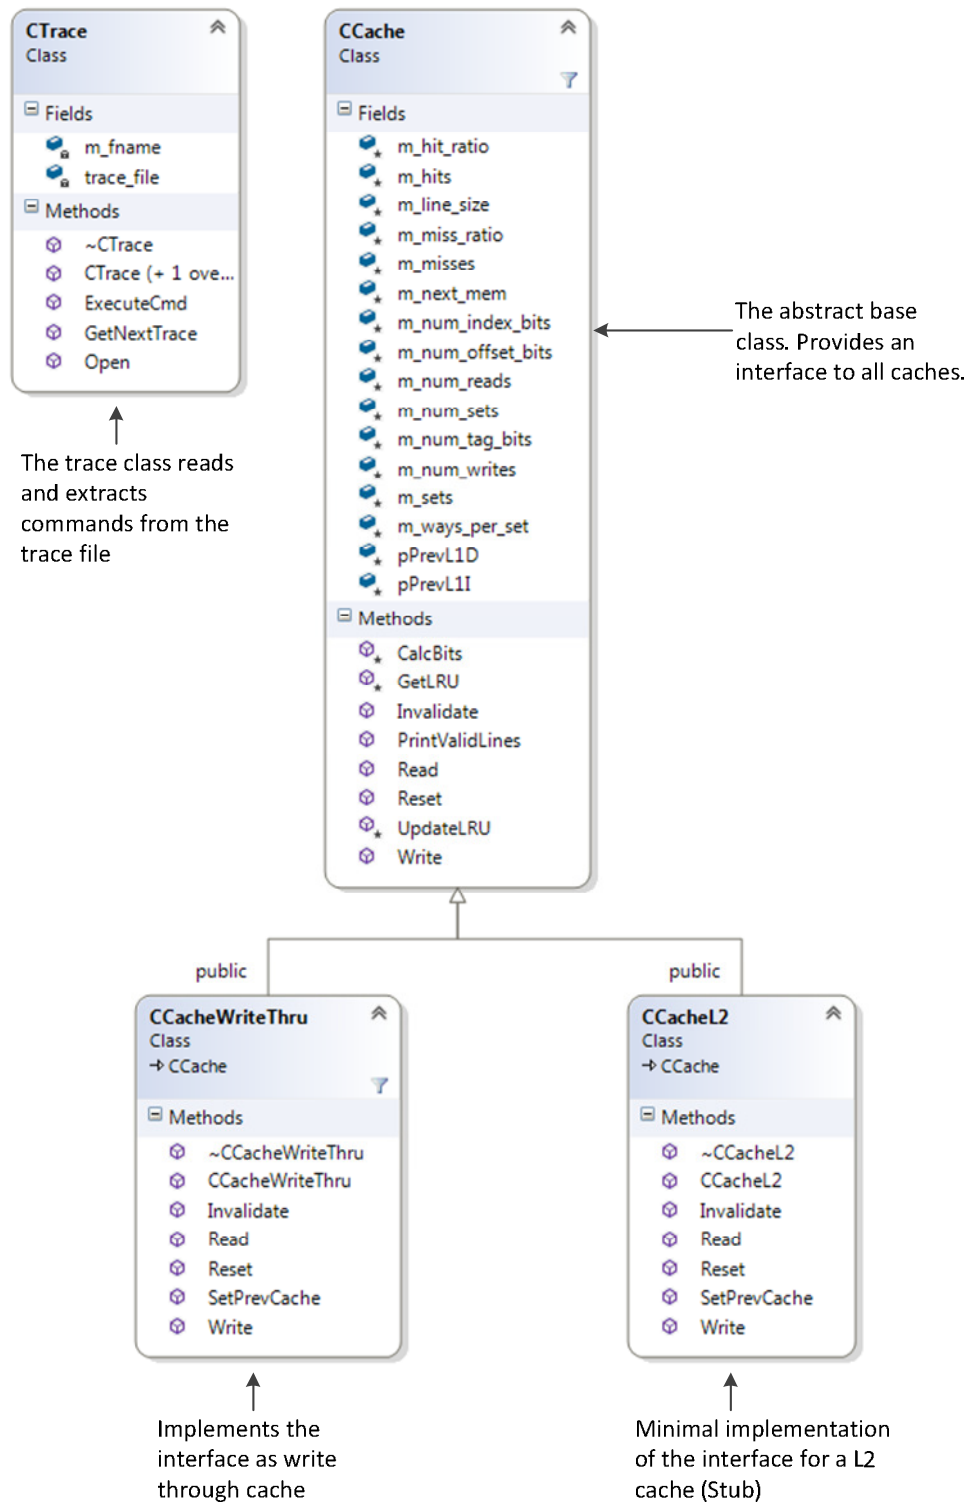 CTrace
Class
Fields
m_fname
trace_file
Methods
~CTrace
CTrace (+ 1 ove...
ExecuteCmd
GetNextTrace
Open
The trace class reads
and extracts
commands from the
trace file
CCache
Class
Fields
m_hit_ratio
m_hits
m_line_size
m_miss_ratio
m_misses
m_next_mem
m_num_index_bits
m_num_offset_bits
m_num_reads
m_num_sets
m_num_tag_bits
m_num_writes
m_sets
m_ways_per_set
pPrevL1D
pPrevL1I
Methods
CalcBits
GetLRU
Invalidate
PrintValidLines
Read
Reset
UpdateLRU
Write
The abstract base
class. Provides an
interface to all caches.
public
public
CCacheWriteThru
Class
CCache
Methods
~CCacheWriteThru
CCacheWriteThru
Invalidate
Read
Reset
SetPrevCache
Write
Implements the
interface as write
through cache
CCacheL2
Class
CCache
Methods
~CCacheL2
CCacheL2
Invalidate
Read
Reset
SetPrevCache
Write
Minimal implementation
of the interface for a L2
cache (Stub)